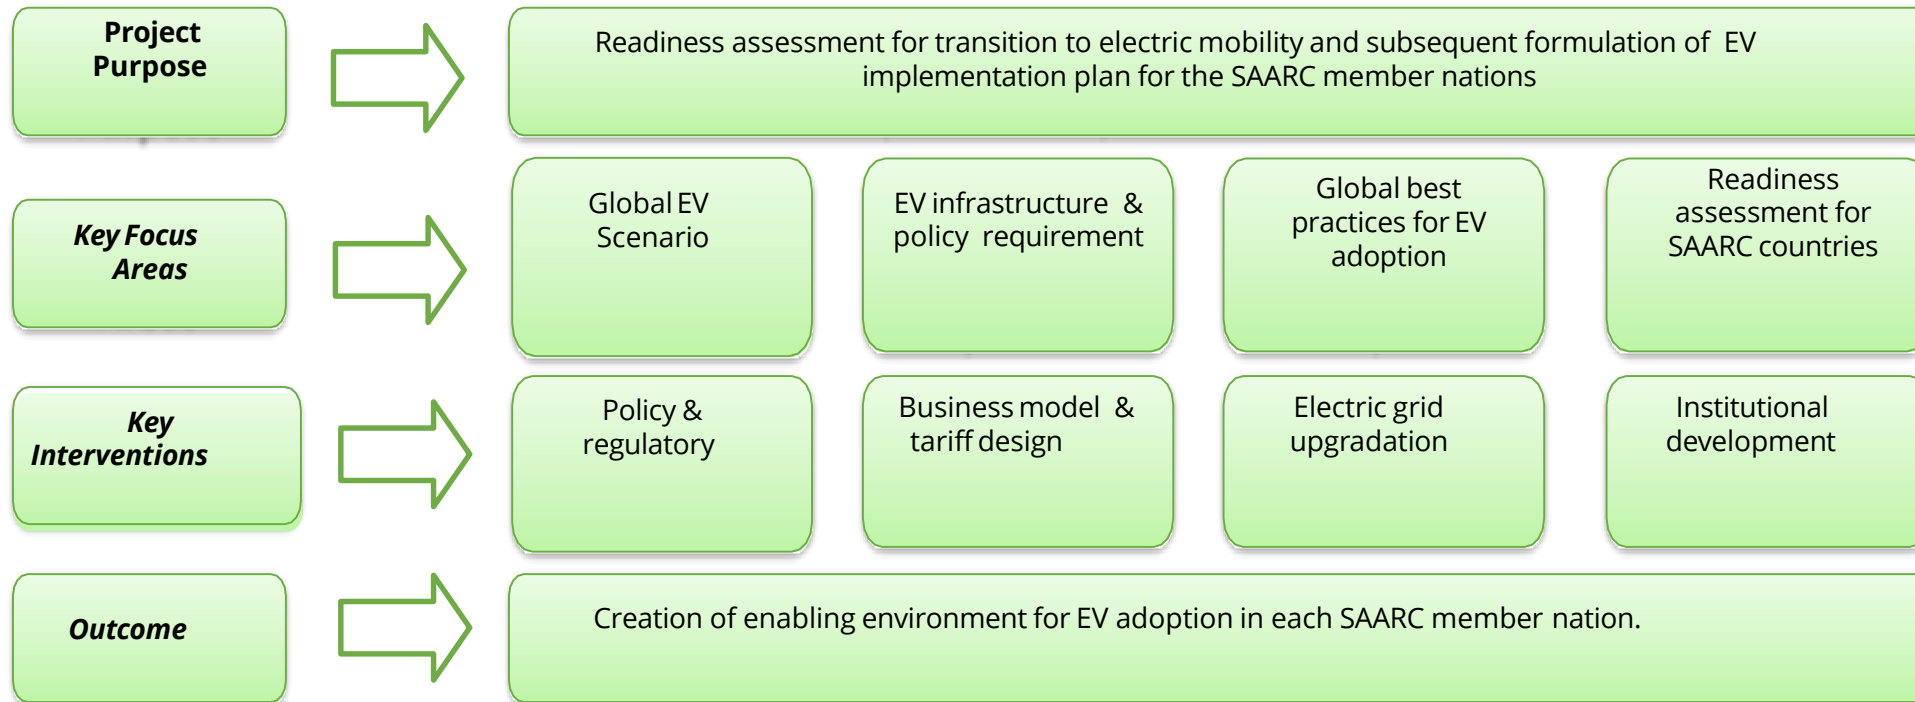 Project
Purpose
Readiness assessment for transition to electric mobility and subsequent formulation of EV
implementation plan for the SAARC member nations
Key Focus
Areas
Global EV
Scenario
EV infrastructure &
policy requirement
Global best
practices for EV
adoption
Readiness
assessment for
SAARC countries
Key
Interventions
Policy &
regulatory
Business model &
tariff design
Electric grid
upgradation
Institutional
development
Outcome
Creation of enabling environment for EV adoption in each SAARC member nation.